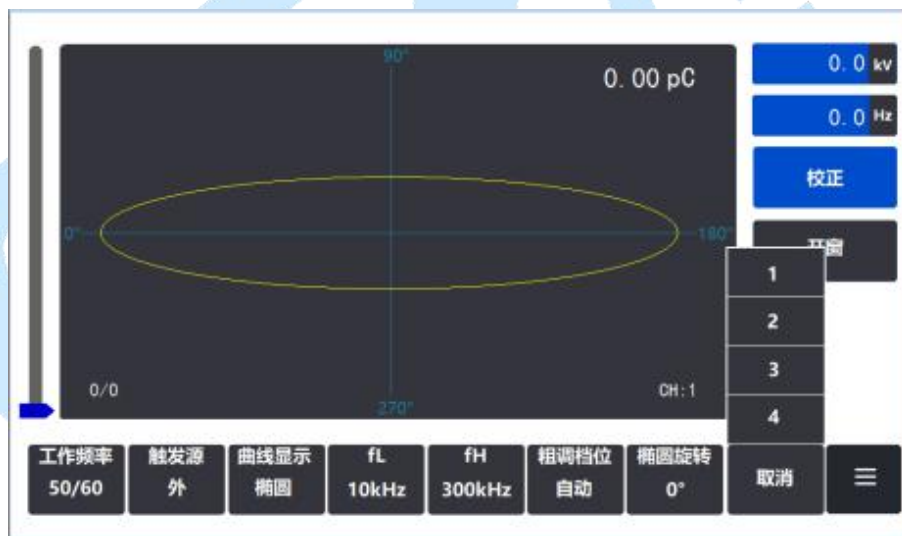 90°
0.00 pC
0.0 kV
0.0 Hz
校正
开窗
0°
180°
1
2
3
4
0/0
CH:1
270°
工作频率
50/60
触发源
外
曲线显示
椭圆
fL
10kHz
fH
300kHz
粗调档位
自动
椭圆旋转
0°
取消